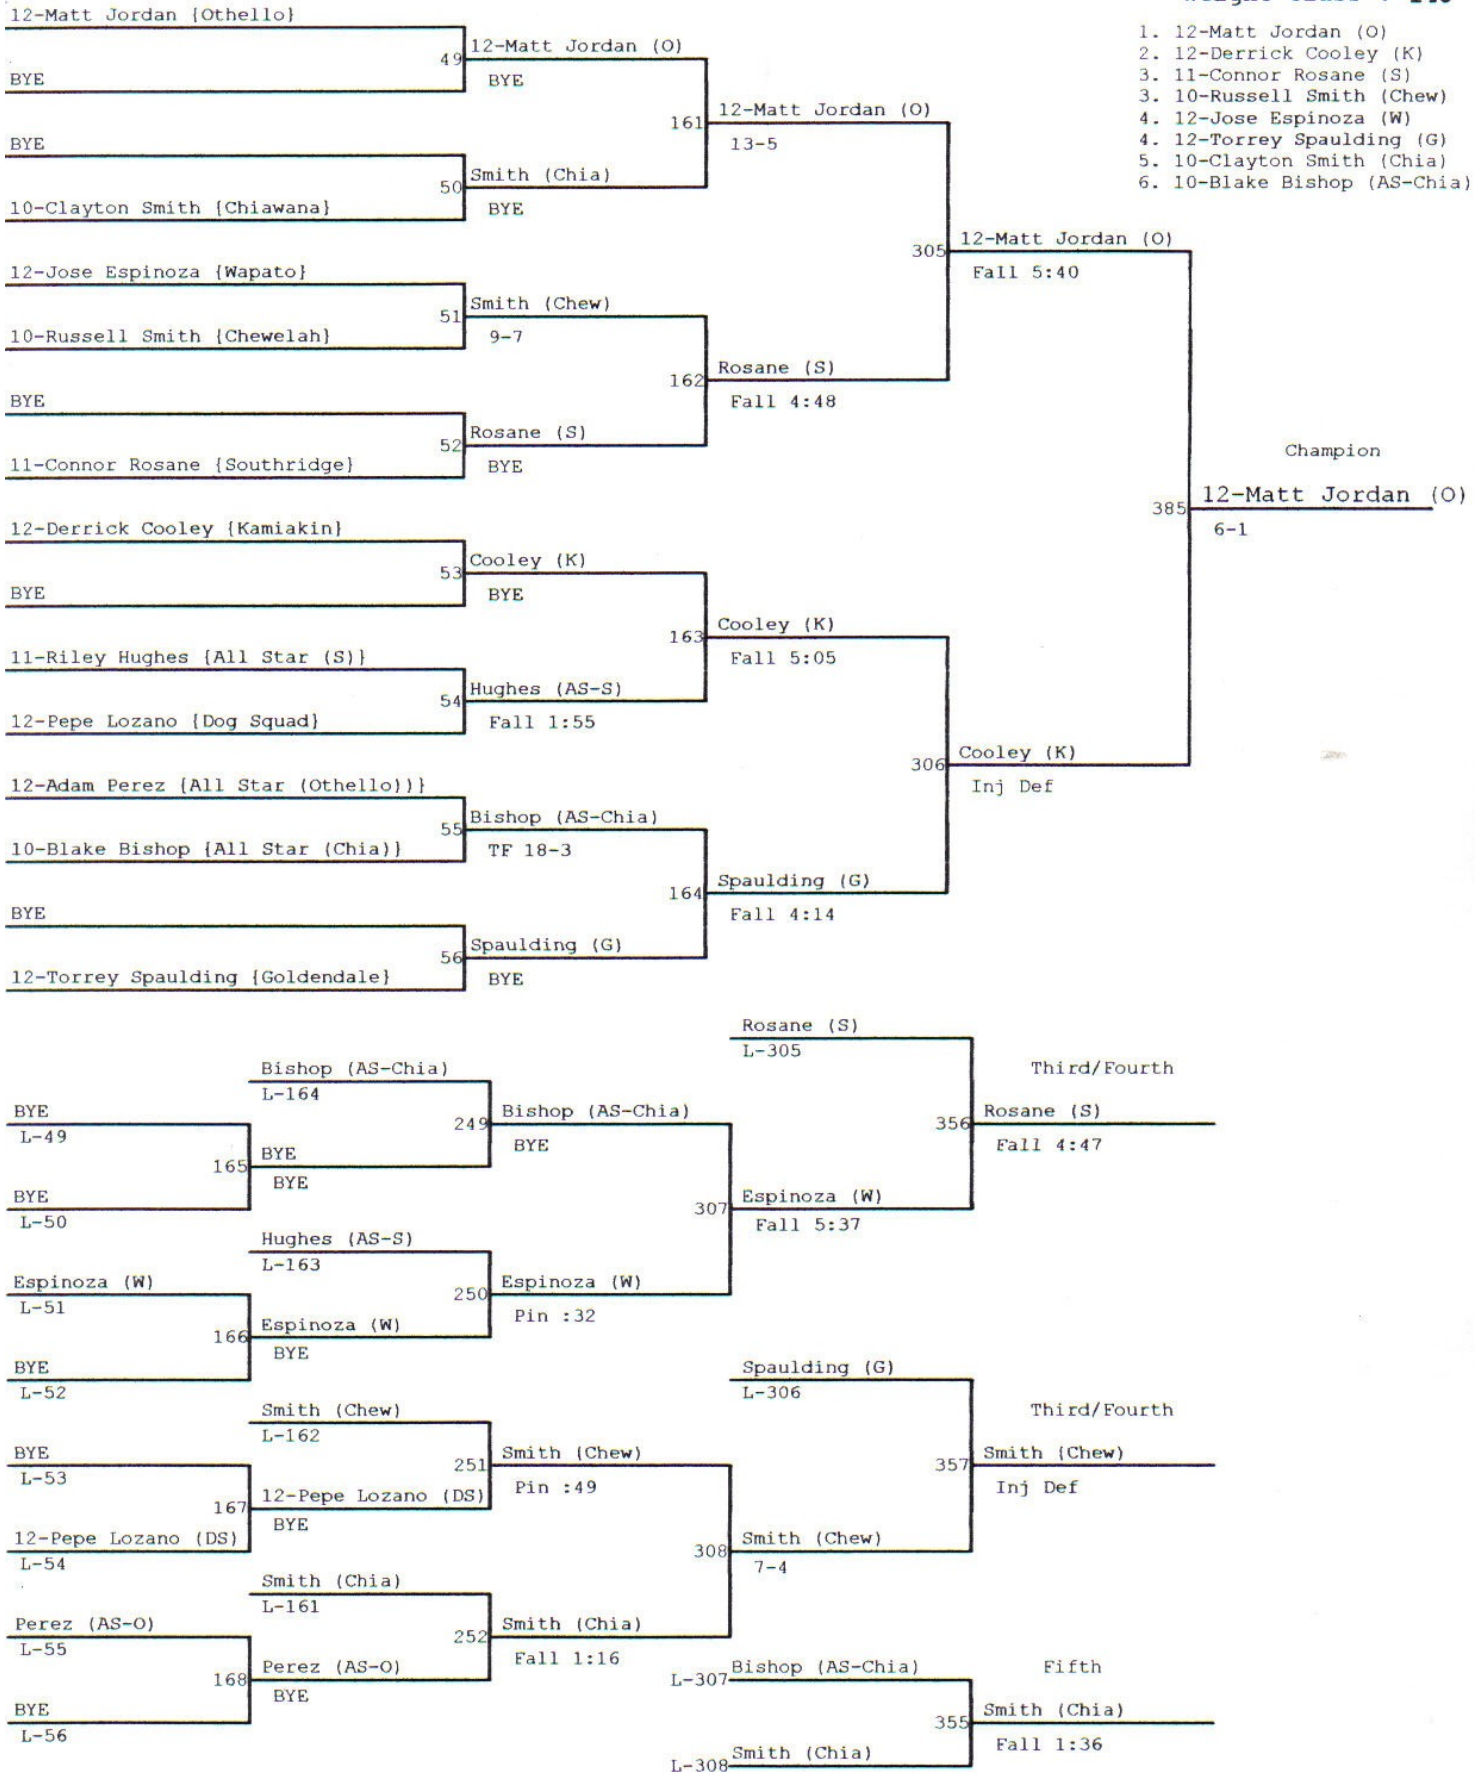 1. 12-Matt Jordan (O)
2. 12-Derrick Cooley (K)
3. 11-Connor Rosane (S)
3. 10-Russell Smith (Chew)
4. 12-Jose Espinoza (W)
4. 12-Torrey Spaulding (G)
5. 10-Clayton Smith (Chia)
6. 10-Blake Bishop (AS-Chia)
12-Matt Jordan {Othello}
49
12-Matt Jordan (O)
BYE
BYE
161
12-Matt Jordan (O)
13-5
BYE
50
Smith (Chia)
BYE
10-Clayton Smith {Chiawana}
305
12-Matt Jordan (O)
Fall 5:40
12-Jose Espinoza {Wapato}
51
Smith (Chew)
9-7
10-Russell Smith {Chewelah}
162
Rosane (S)
Fall 4:48
BYE
52
Rosane (S)
BYE
11-Connor Rosane {Southridge}
Champion
385
12-Matt Jordan (O)
6-1
12-Derrick Cooley {Kamiakin}
53
Cooley (K)
BYE
BYE
163
Cooley (K)
Fall 5:05
11-Riley Hughes {All Star (S)}
54
Hughes (AS-S)
Fall 1:55
12-Pepe Lozano {Dog Squad}
306
Cooley (K)
Inj Def
12-Adam Perez {All Star (Othello))}
55
Bishop (AS-Chia)
TF 18-3
10-Blake Bishop {All Star (Chia)}
164
Spaulding (G)
Fall 4:14
BYE
56
Spaulding (G)
BYE
12-Torrey Spaulding {Goldendale}
Rosane (S)
L-305
Third/Fourth
Bishop (AS-Chia)
L-164
BYE
L-49
249
Bishop (AS-Chia)
BYE
356
Rosane (S)
Fall 4:47
165
BYE
BYE
BYE
L-50
307
Espinoza (W)
Fall 5:37
Hughes (AS-S)
L-163
Espinoza (W)
L-51
250
Espinoza (W)
Pin :32
166
Espinoza (W)
BYE
BYE
L-52
Spaulding (G)
L-306
Smith (Chew)
L-162
Third/Fourth
BYE
L-53
251
Smith (Chew)
Pin :49
357
Smith (Chew)
Inj Def
167
12-Pepe Lozano (DS)
BYE
12-Pepe Lozano (DS)
L-54
308
Smith (Chew)
7-4
Smith (Chia)
L-161
Perez (AS-O)
L-55
252
Smith (Chia)
Fall 1:16
168
Perez (AS-O)
BYE
L-307
Bishop (AS-Chia)
Fifth
BYE
L-56
355
Smith (Chia)
Fall 1:36
L-308
Smith (Chia)